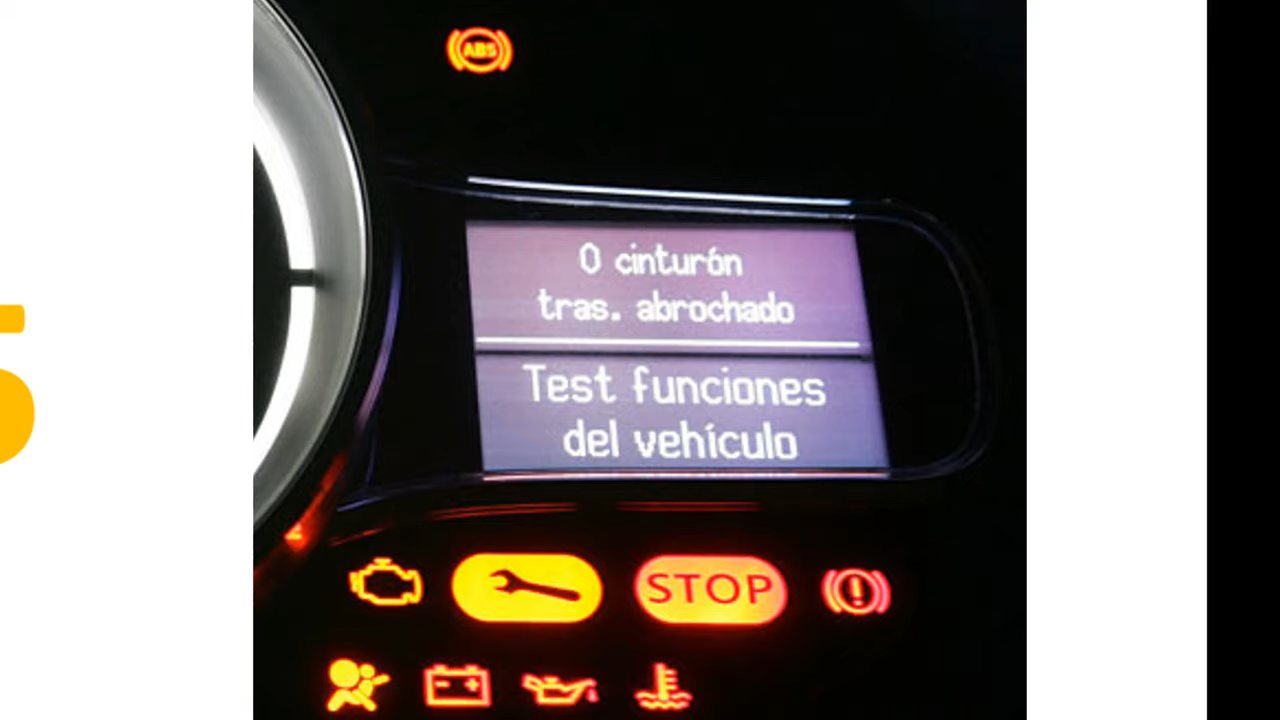 ABS
0 cinturón
tras. abrochado
Test funciones
del vehículo
STOP